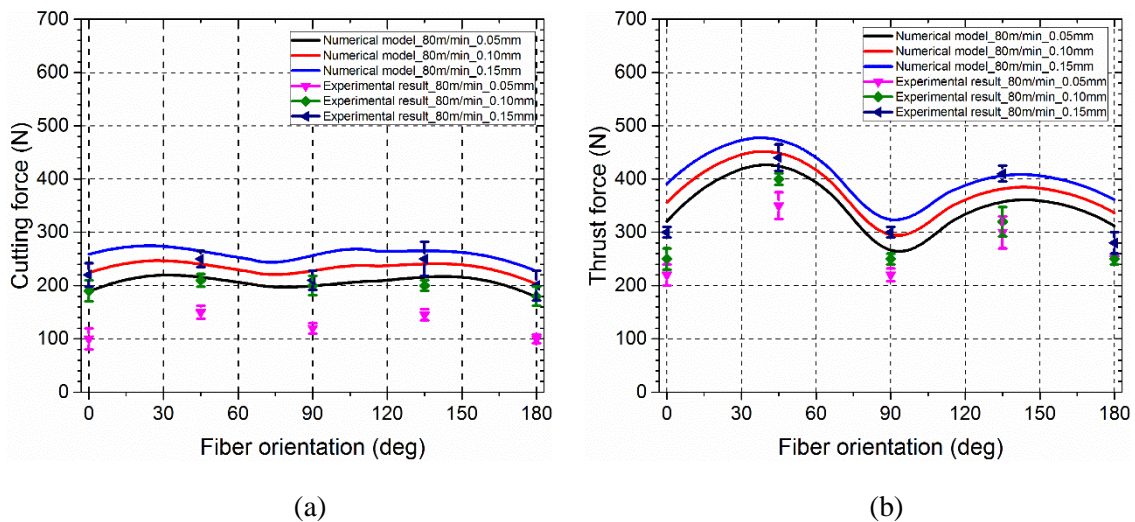 700
600
500
400
300
200
100
0
Cutting force (N)
Numerical model_80m/min_0.05mm
Numerical model_80m/min_0.10mm
Numerical model_80m/min_0.15mm
Experimental result_80m/min_0.05mm
Experimental result_80m/min_0.10mm
Experimental result_80m/min_0.15mm
0 30 60 90 120 150 180
Fiber orientation (deg)
(a)
700
600
500
400
300
200
100
0
Thrust force (N)
Numerical model_80m/min_0.05mm
Numerical model_80m/min_0.10mm
Numerical model_80m/min_0.15mm
Experimental result_80m/min_0.05mm
Experimental result_80m/min_0.10mm
Experimental result_80m/min_0.15mm
0 30 60 90 120 150 180
Fiber orientation (deg)
(b)